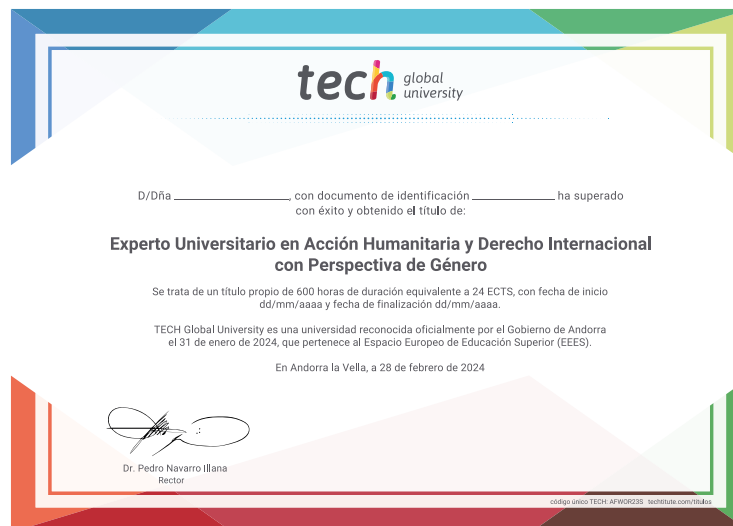 tech global
university
D/Dña ____________________, con documento de identificación ______________ ha superado
con éxito y obtenido el título de:
Experto Universitario en Acción Humanitaria y Derecho Internacional
con Perspectiva de Género
Se trata de un título propio de 600 horas de duración equivalente a 24 ECTS, con fecha de inicio
dd/mm/aaaa y fecha de finalización dd/mm/aaaa.
TECH Global University es una universidad reconocida oficialmente por el Gobierno de Andorra
el 31 de enero de 2024, que pertenece al Espacio Europeo de Educación Superior (EEES).
En Andorra la Vella, a 28 de febrero de 2024
Dr. Pedro Navarro Illana
Rector
código único TECH: AFWOR23S techtitute.com/titulos